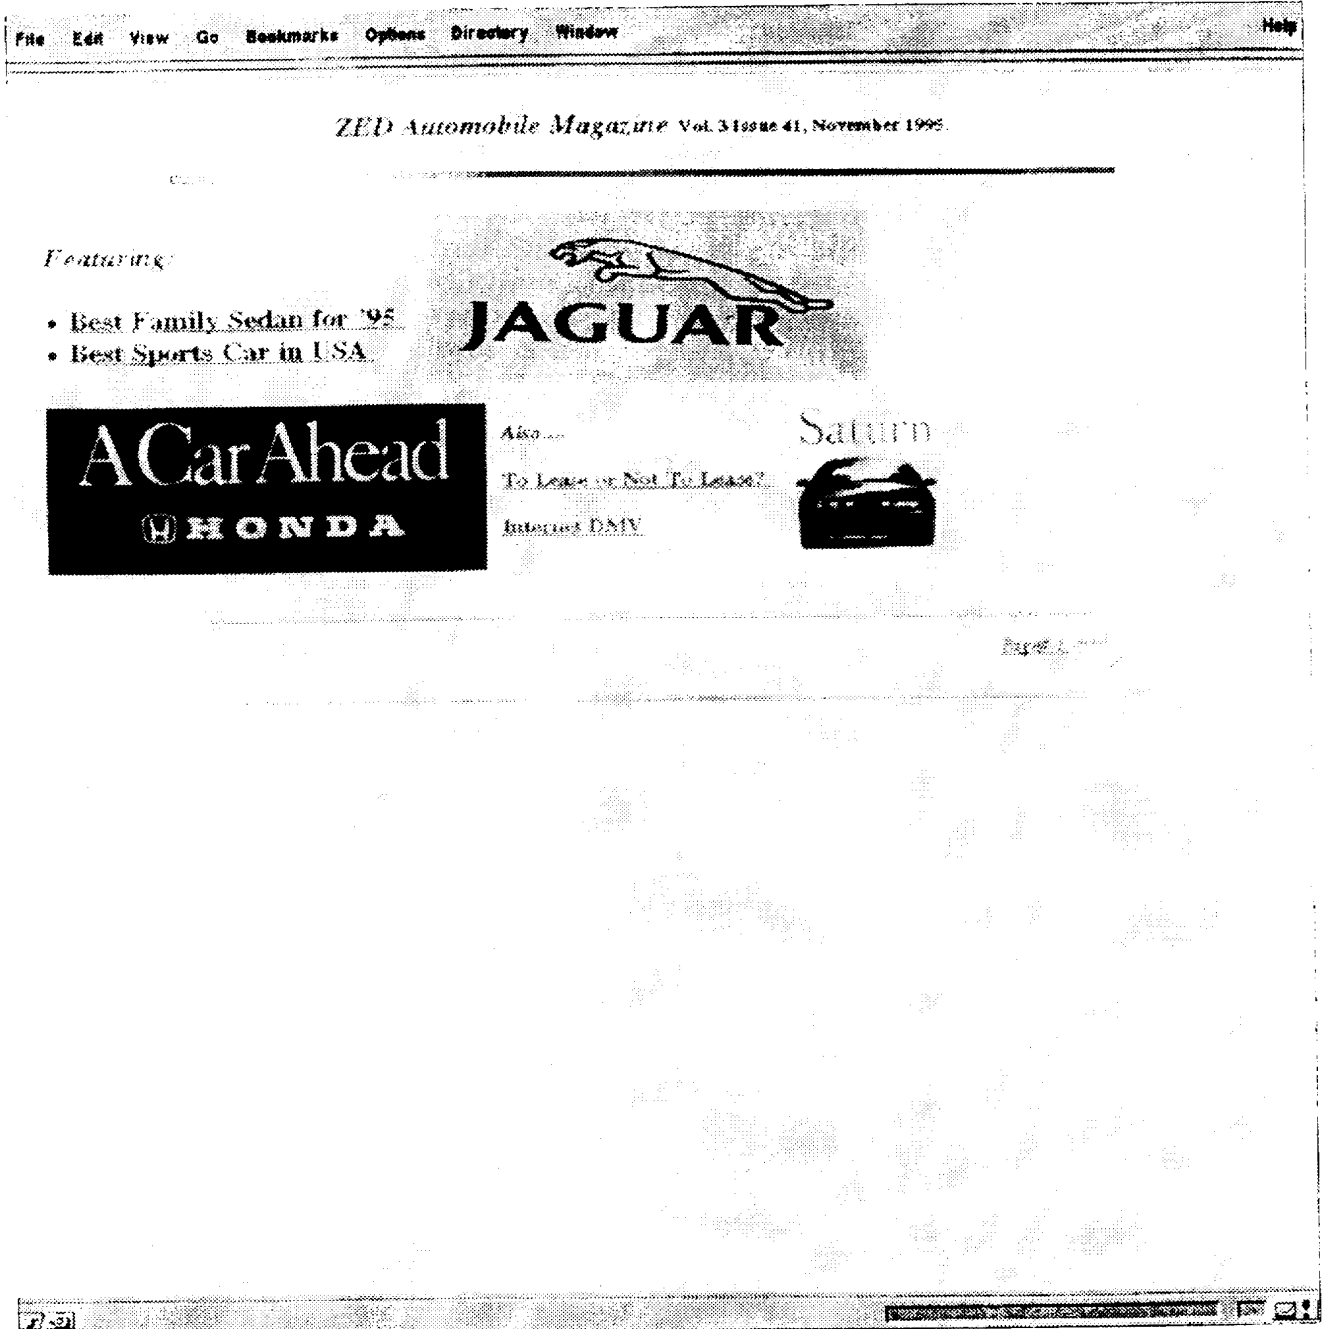 File Edit View Go Bookmarks Options Directory Window Help
ZED Automobile Magazine Vol. 3 Issue 41, November 1995.
Featuring:
JAGUAR
• Best Family Sedan for '95
• Best Sports Car in USA
A Car Ahead
HONDA
Also....
To Lease or Not To Lease?
Internet DMV
Saturn